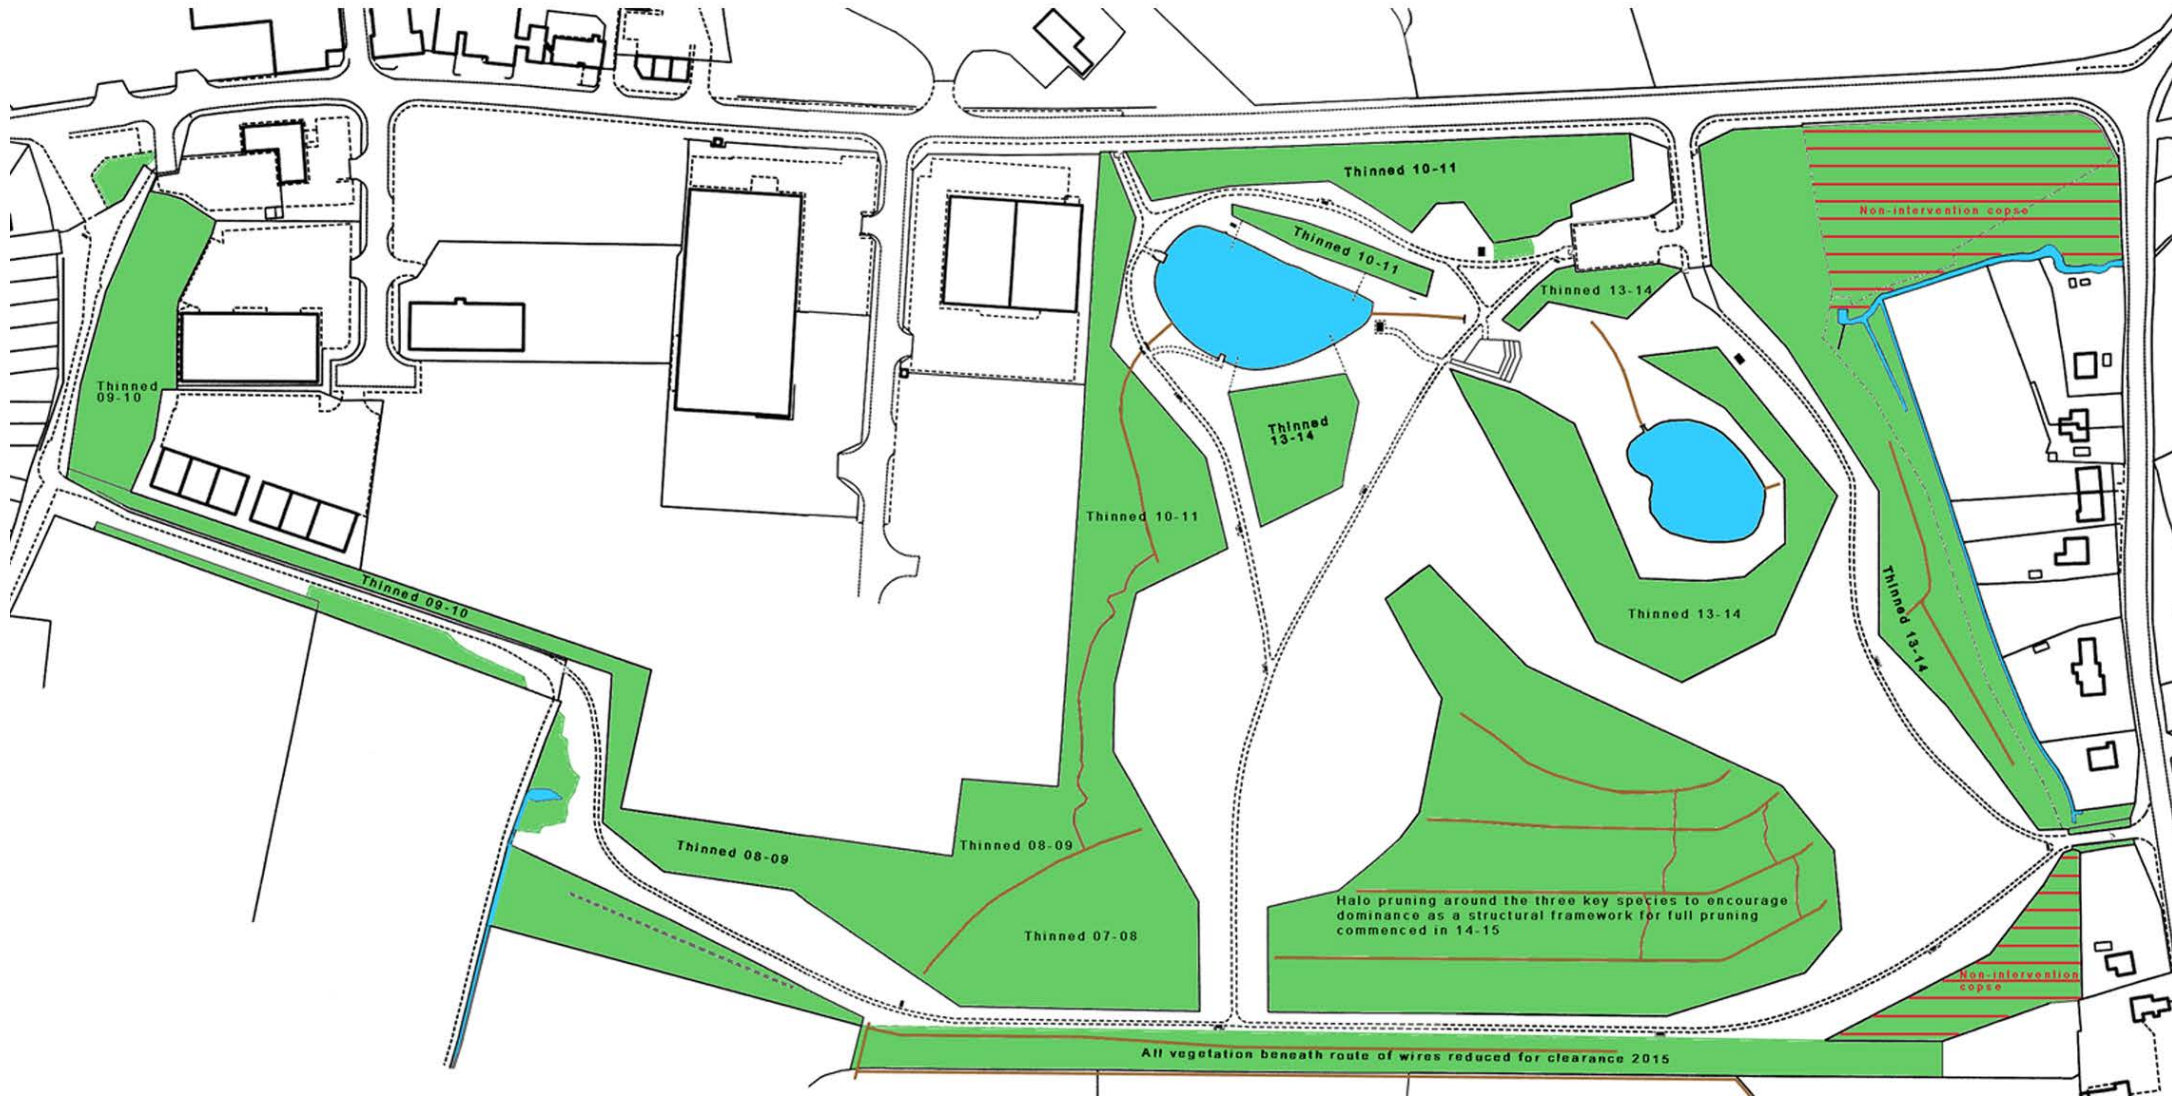 Thinned 10-11
Non-intervention copse
Thinned 10-11
Thinned 13-14
Thinned
09-10
Thinned
13-14
Thinned 10-11
Thinned 09-10
Thinned 13-14
Thinned 13-14
Thinned 08-09
Thinned 08-09
Halo pruning around the three key species to encourage
dominance as a structural framework for full pruning
commenced in 14-15
Thinned 07-08
Non-intervention
copse
All vegetation beneath route of wires reduced for clearance 2015